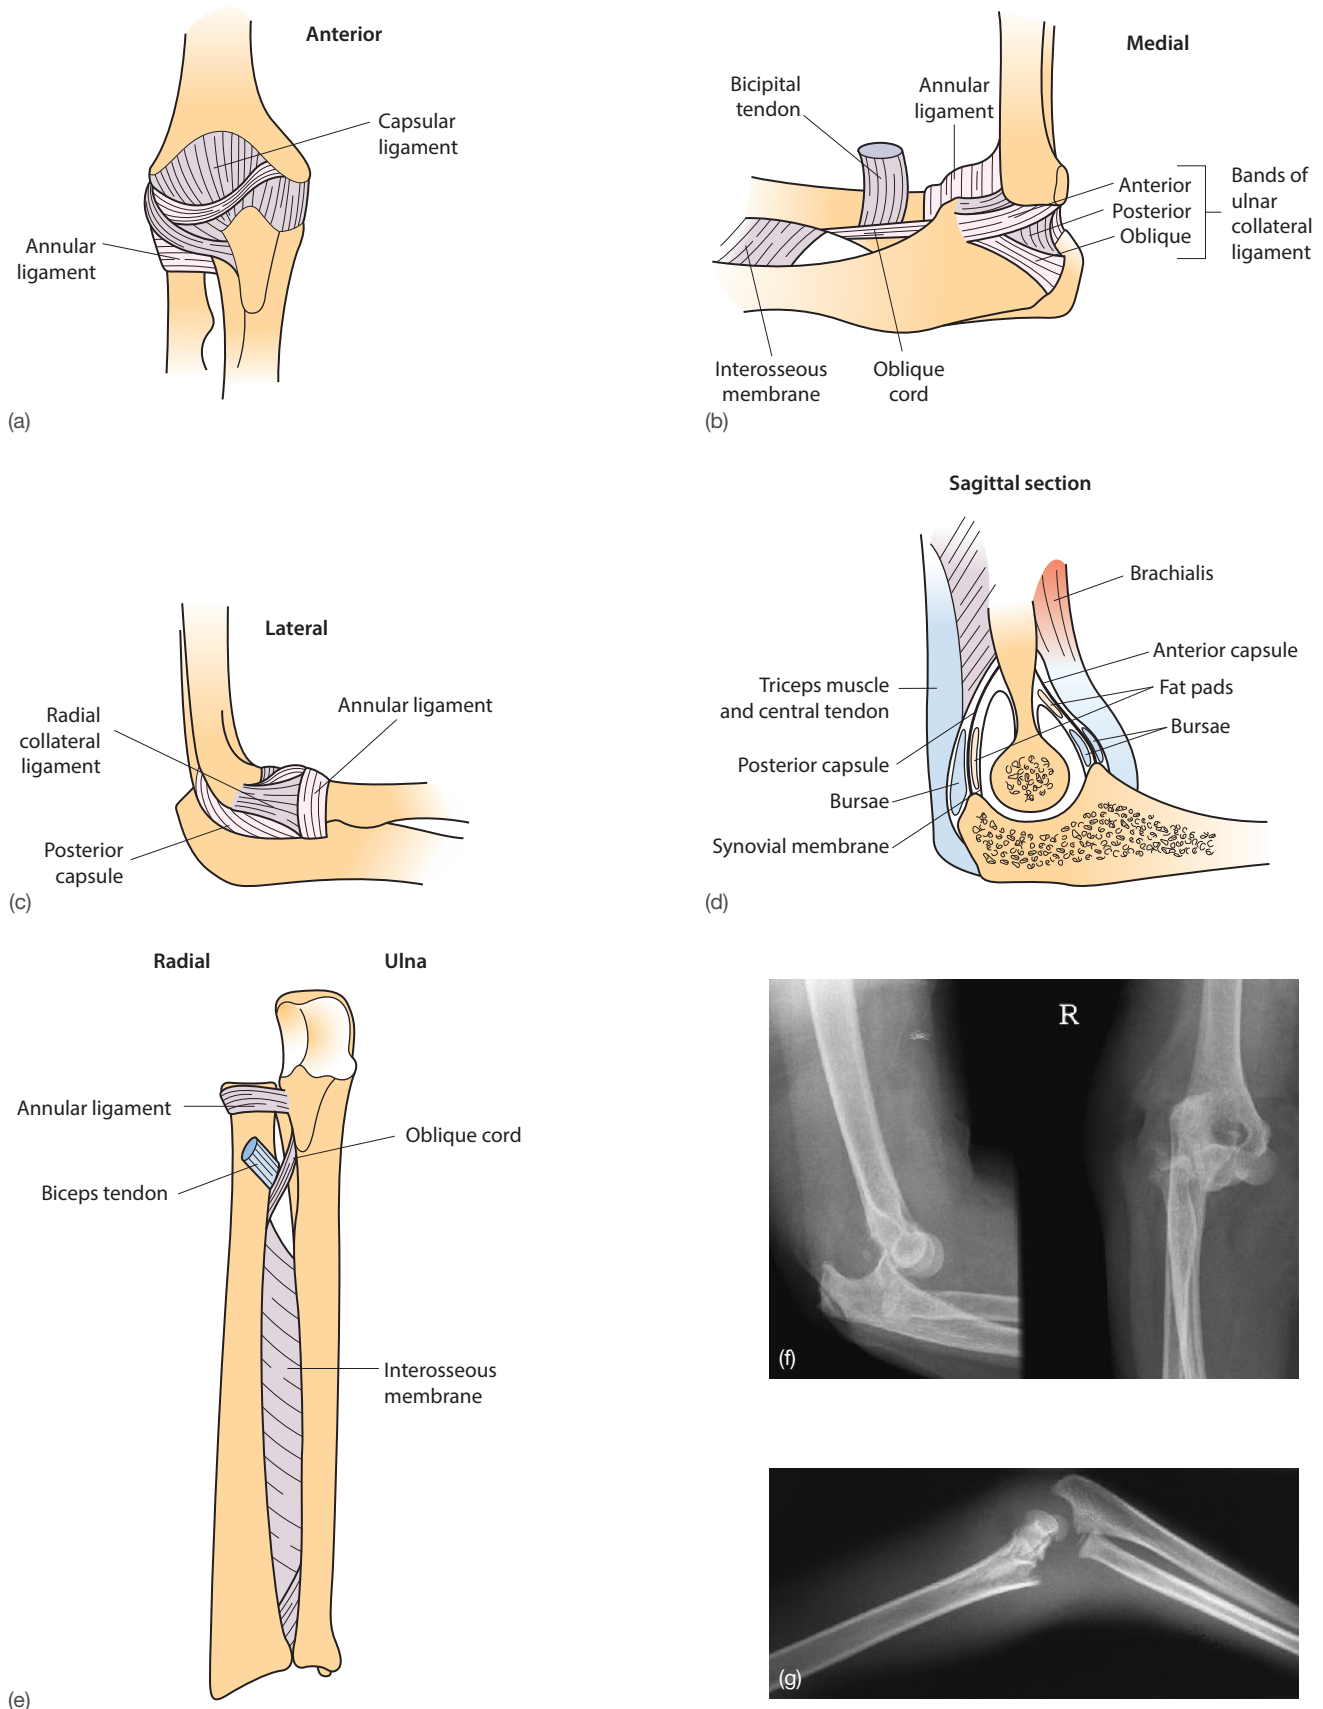 Anterior
Capsular
ligament
Annular
ligament
(a)
Medial
Bicipital
tendon
Annular
ligament
Anterior
Posterior
Oblique
Bands of
ulnar
collateral
ligament
Interosseous
membrane
Oblique
cord
(b)
Lateral
Radial
collateral
ligament
Annular ligament
Posterior
capsule
(c)
Sagittal section
Brachialis
Anterior capsule
Fat pads
Bursae
Triceps muscle
and central tendon
Posterior capsule
Bursae
Synovial membrane
(d)
Radial
Ulna
Annular ligament
Oblique cord
Biceps tendon
Interosseous
membrane
(e)
R
(f)
(g)